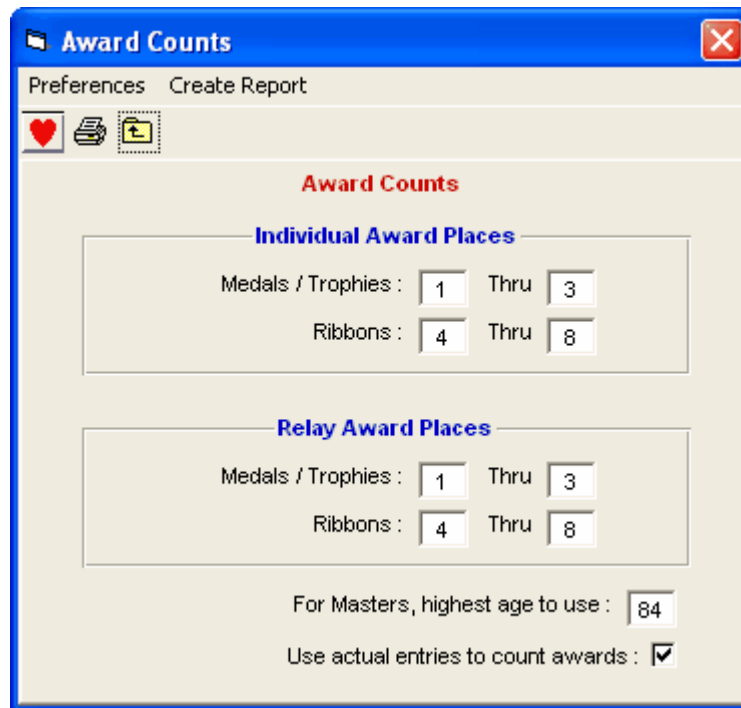 Award Counts
Preferences Create Report
Award Counts
Individual Award Places
Medals / Trophies : 1 Thru 3
Ribbons : 4 Thru 8
Relay Award Places
Medals / Trophies : 1 Thru 3
Ribbons : 4 Thru 8
For Masters, highest age to use : 84
Use actual entries to count awards :